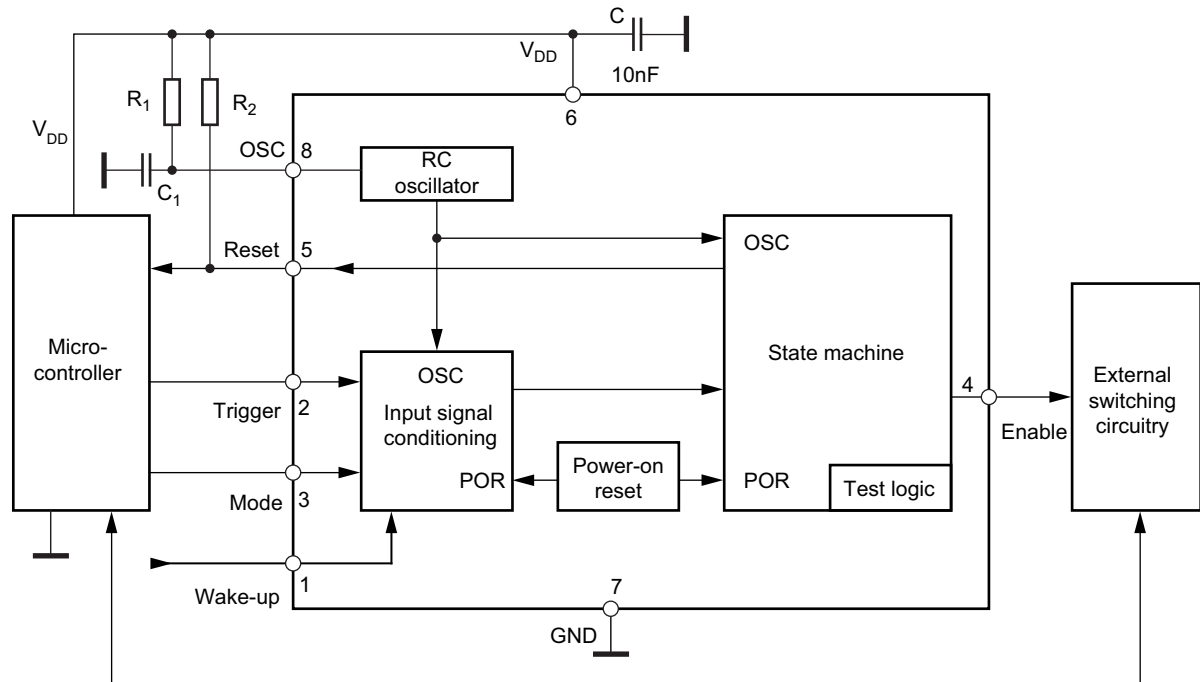 C
V_DD
10nF
R_1
R_2
V_DD
6
OSC
8
RC
oscillator
C_1
OSC
Reset
5
Micro-
controller
State machine
OSC
Input signal
conditioning
4
External
switching
circuitry
Trigger
2
Enable
POR
Power-on
reset
POR
Test logic
Mode
3
Wake-up
1
7
GND